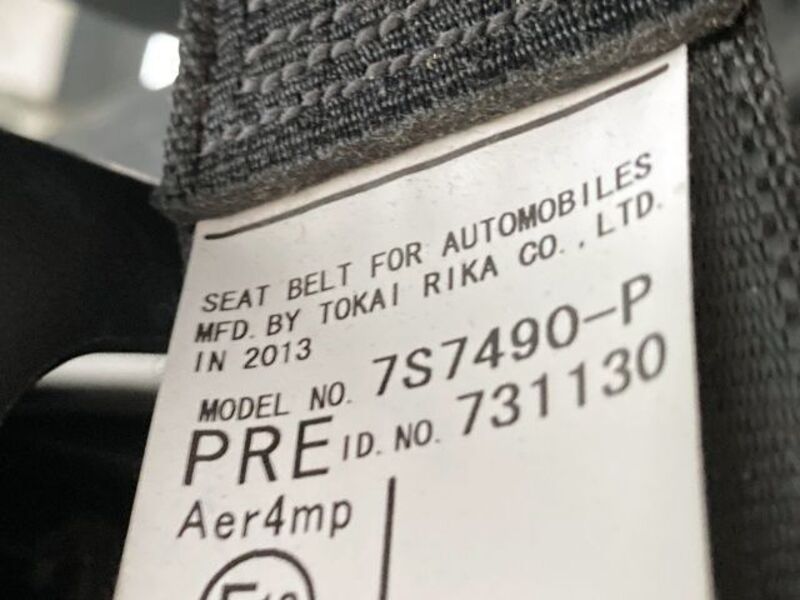 SEAT BELT FOR AUTOMOBILES
MFD. BY TOKAI RIKA CO., LTD.
IN 2013
MODEL NO. 7S7490-P
PRE ID. NO. 731130
Aer4mp